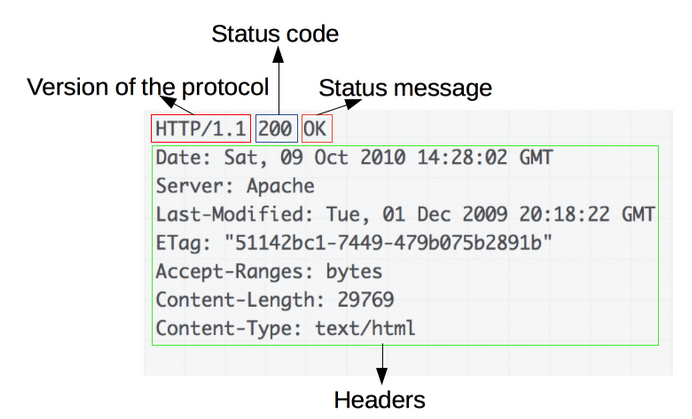 Status code
Version of the protocol
Status message
HTTP/1.1 200 OK
Date: Sat, 09 Oct 2010 14:28:02 GMT
Server: Apache
Last-Modified: Tue, 01 Dec 2009 20:18:22 GMT
ETag: "51142bc1-7449-479b075b2891b"
Accept-Ranges: bytes
Content-Length: 29769
Content-Type: text/html
Headers